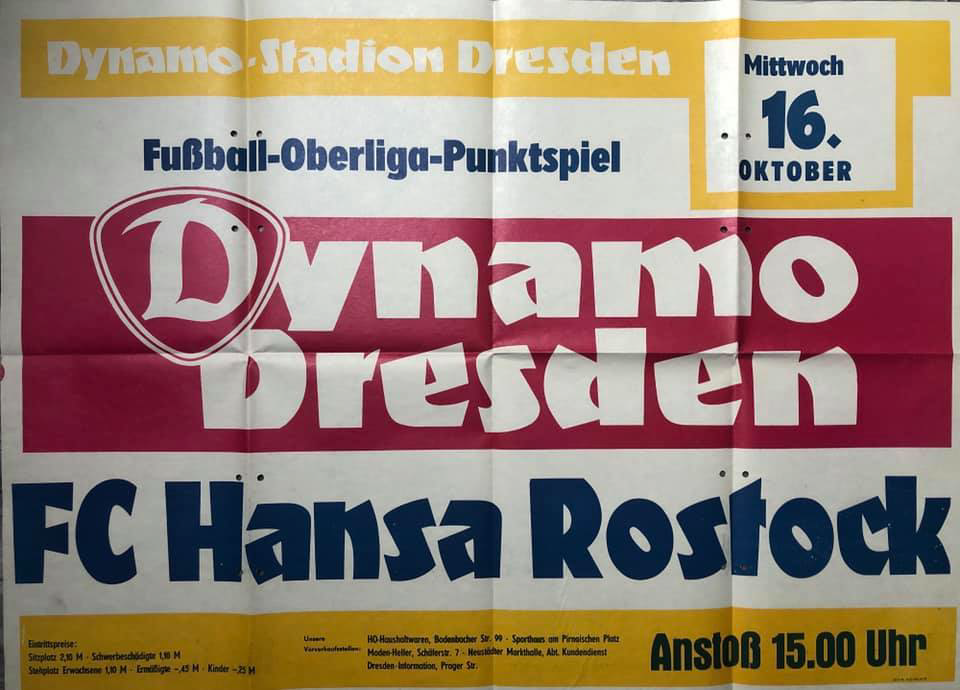 Dynamo-Stadion Dresden
Mittwoch
16.
OKTOBER
Fußball-Oberliga-Punktspiel
Dynamo
Dresden
FC Hansa Rostock
Eintrittspreise:
Sitzplatz 2,10 M · Schwerbeschädigte 1,10 M
Stehplatz Erwachsene 1,10 M · Ermäßigte -,45 M · Kinder -,25 M
Unsere
Vorverkaufsstellen:
HO-Haushaltwaren, Bodenbacher Str. 99 · Sporthaus am Pirnaischen Platz
Moden-Heller, Schäferstr. 7 · Neustädter Markthalle, Abt. Kundendienst
Dresden-Information, Prager Str.
Anstoß 15.00 Uhr